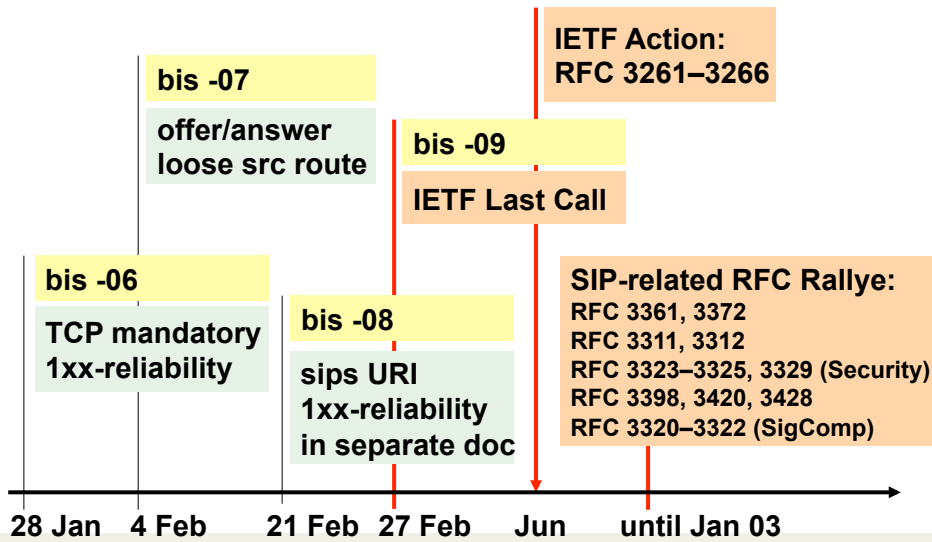 IETF Action:
RFC 3261–3266
bis -07
offer/answer
loose src route
bis -09
IETF Last Call
bis -06
TCP mandatory
1xx-reliability
bis -08
sips URI
1xx-reliability
in separate doc
SIP-related RFC Rallye:
RFC 3361, 3372
RFC 3311, 3312
RFC 3323–3325, 3329 (Security)
RFC 3398, 3420, 3428
RFC 3320–3322 (SigComp)
28 Jan 4 Feb 21 Feb 27 Feb Jun until Jan 03